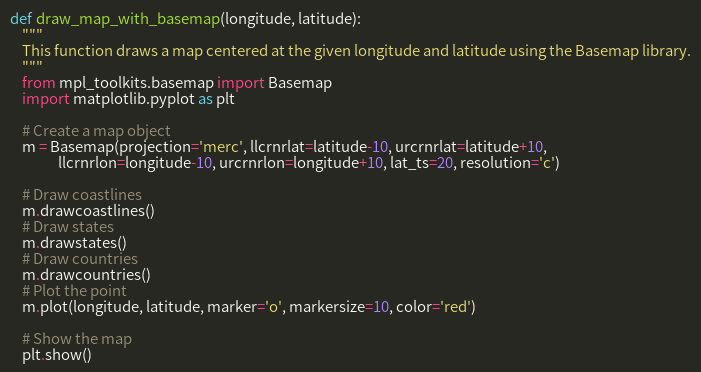 def draw_map_with_basemap(longitude, latitude):
    """
    This function draws a map centered at the given longitude and latitude using the Basemap library.
    """
    from mpl_toolkits.basemap import Basemap
    import matplotlib.pyplot as plt

    # Create a map object
    m = Basemap(projection='merc', llcrnrlat=latitude-10, urcrnrlat=latitude+10,
                llcrnrlon=longitude-10, urcrnrlon=longitude+10, lat_ts=20, resolution='c')

    # Draw coastlines
    m.drawcoastlines()
    # Draw states
    m.drawstates()
    # Draw countries
    m.drawcountries()
    # Plot the point
    m.plot(longitude, latitude, marker='o', markersize=10, color='red')

    # Show the map
    plt.show()